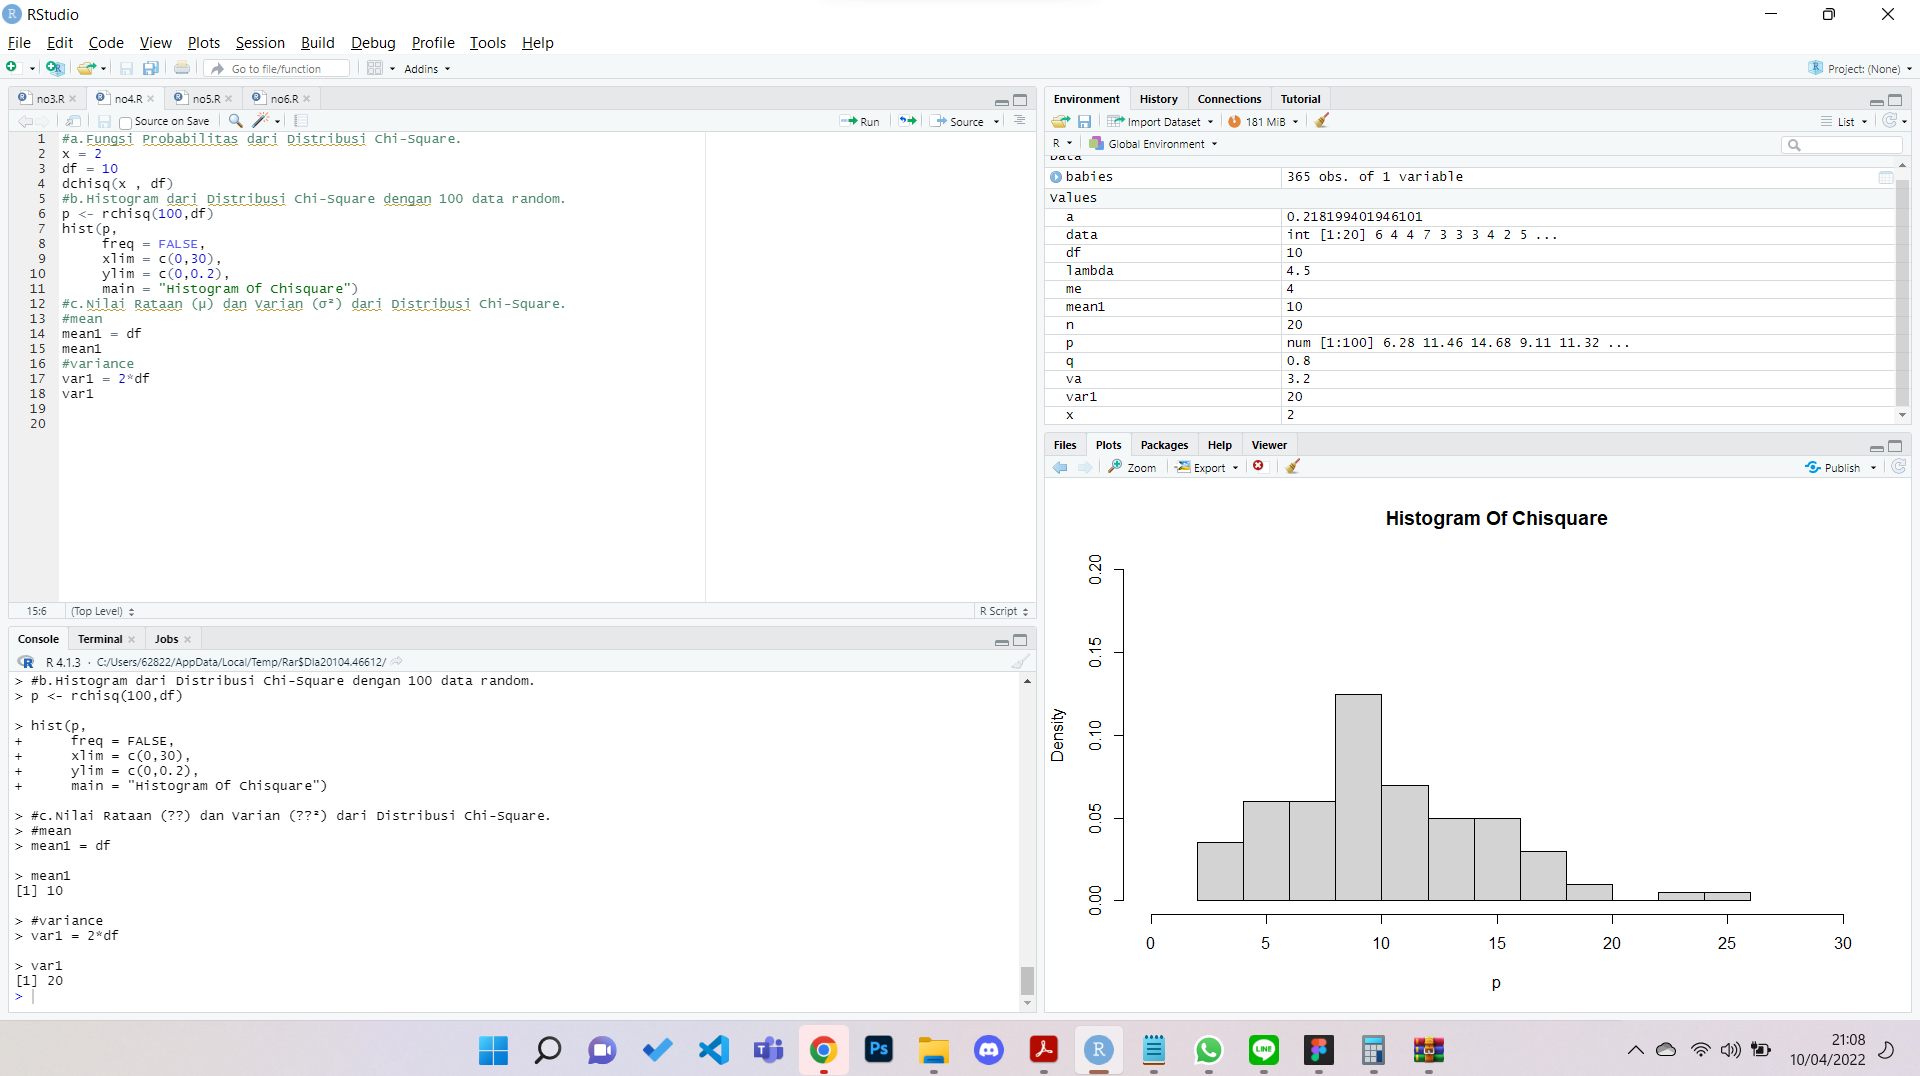 RStudio
File Edit Code View Plots Session Build Debug Profile Tools Help
Go to file/function Addins Project: (None)
no3.R no4.R no5.R no6.R
Source on Save Run Source
1 #a.Fungsi Probabilitas dari Distribusi Chi-Square.
2 x = 2
3 df = 10
4 dchisq(x , df)
5 #b.Histogram dari Distribusi Chi-Square dengan 100 data random.
6 p <- rchisq(100,df)
7 hist(p,
8 freq = FALSE,
9 xlim = c(0,30),
10 ylim = c(0,0.2),
11 main = "Histogram Of Chisquare")
12 #c.Nilai Rataan (µ) dan Varian (σ²) dari Distribusi Chi-Square.
13 #mean
14 mean1 = df
15 mean1
16 #variance
17 var1 = 2*df
18 var1
19
20
15:6 (Top Level) R Script
Console Terminal Jobs
R 4.1.3 · C:/Users/62822/AppData/Local/Temp/Rar$DIa20104.46612/
> #b.Histogram dari Distribusi Chi-Square dengan 100 data random.
> p <- rchisq(100,df)
> hist(p,
+ freq = FALSE,
+ xlim = c(0,30),
+ ylim = c(0,0.2),
+ main = "Histogram Of Chisquare")
> #c.Nilai Rataan (??) dan Varian (??²) dari Distribusi Chi-Square.
> #mean
> mean1 = df
> mean1
[1] 10
> #variance
> var1 = 2*df
> var1
[1] 20
>
Environment History Connections Tutorial
Import Dataset 181 MiB List
R Global Environment
Data
babies 365 obs. of 1 variable
Values
a 0.218199401946101
data int [1:20] 6 4 4 7 3 3 3 4 2 5 ...
df 10
lambda 4.5
me 4
mean1 10
n 20
p num [1:100] 6.28 11.46 14.68 9.11 11.32 ...
q 0.8
va 3.2
var1 20
x 2
Files Plots Packages Help Viewer
Zoom Export Publish
Histogram Of Chisquare
Density
0.20
0.15
0.10
0.05
0.00
0 5 10 15 20 25 30
p
Ps
LINE
R
21:08
10/04/2022